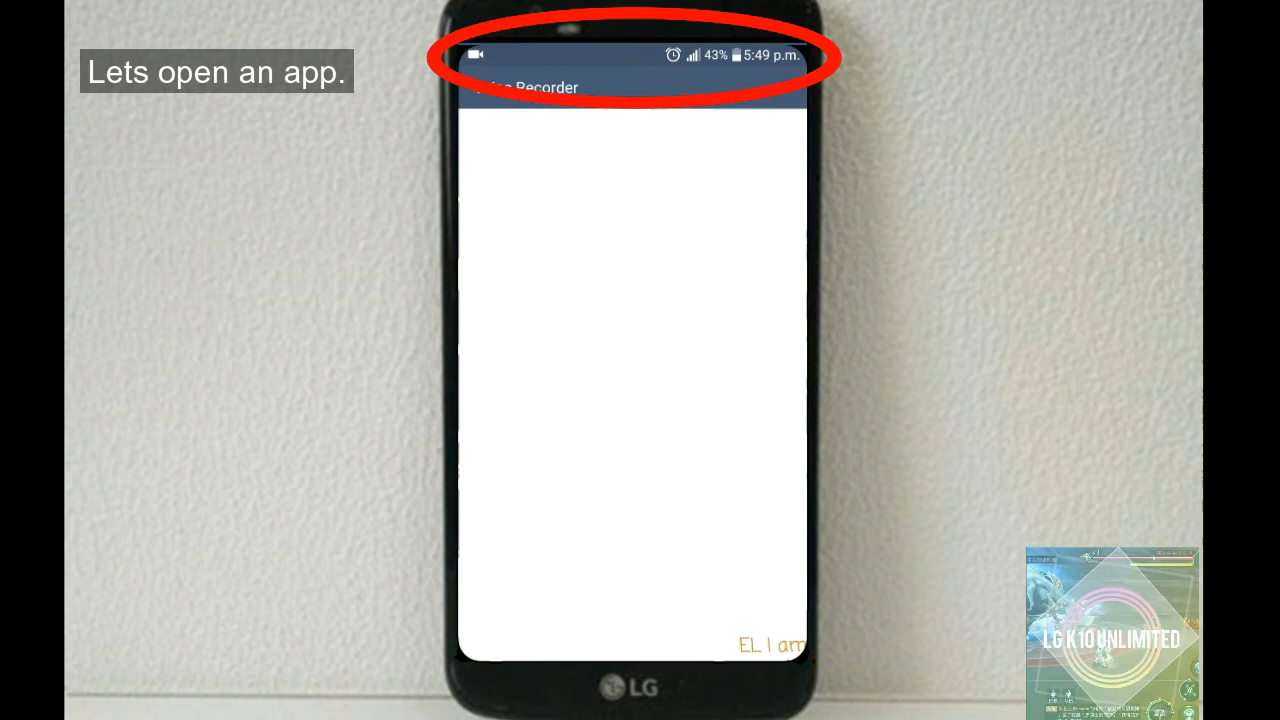 Lets open an app.
43% 5:49 p.m.
Recorder
EL I am
LG
LG K10 UNLIMITED